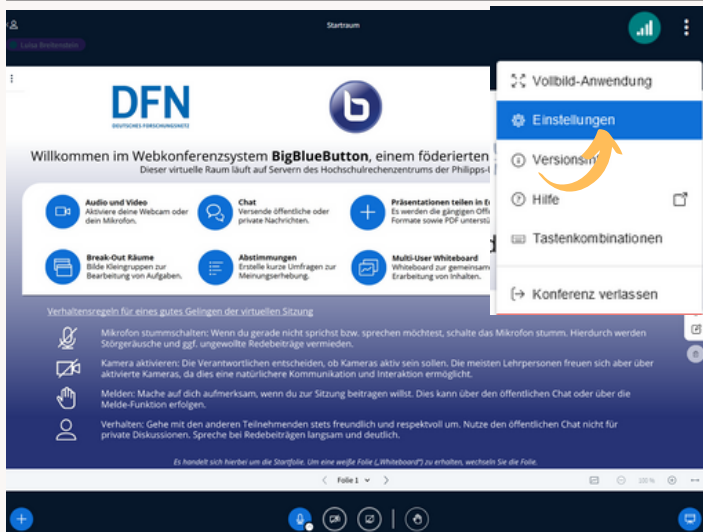 Startraum
Luisa Breitenstein
DFN
DEUTSCHES FORSCHUNGSNETZ
b
Willkommen im Webkonferenzsystem BigBlueButton, einem föderierten
Dieser virtuelle Raum läuft auf Servern des Hochschulrechenzentrums der Philipps-
Audio und Video
Aktiviere deine Webcam oder
dein Mikrofon.
Chat
Versende öffentliche oder
private Nachrichten.
Präsentationen teilen in
Es werden die gängigen
Formate sowie PDF
Break-Out Räume
Bilde Kleingruppen zur
Bearbeitung von Aufgaben.
Abstimmungen
Erstelle kurze Umfragen zur
Meinungserhebung.
Multi-User Whiteboard
Whiteboard zur
Erarbeitung von Inhalten.
Vollbild-Anwendung
Einstellungen
Hilfe
Tastenkombinationen
Konferenz verlassen
Verhaltensregeln für eines gutes Gelingen der virtuellen Sitzung
Mikrofon stummschalten: Wenn du gerade nicht sprichst bzw. sprechen möchtest, schalte das Mikrofon stumm. Hierdurch werden
Störgeräusche und ggf. ungewollte Redebeiträge vermieden.
Kamera aktivieren: Die Verantwortlichen entscheiden, ob Kameras aktiv sein sollen. Die meisten Lehrpersonen freuen sich aber über
aktivierte Kameras, da dies eine natürlichere Kommunikation und Interaktion ermöglicht.
Melden: Mache auf dich aufmerksam, wenn du zur Sitzung beitragen willst. Dies kann über den öffentlichen Chat oder über die
Melde-Funktion erfolgen.
Verhalten: Gehe mit den anderen Teilnehmenden stets freundlich und respektvoll um. Nutze den öffentlichen Chat nicht für
private Diskussionen. Spreche bei Redebeiträgen langsam und deutlich.
Es handelt sich hierbei um die Startfolie. Um eine weiße Folie („Whiteboard") zu erhalten, wechseln Sie die Folie.
Folie 1
100%